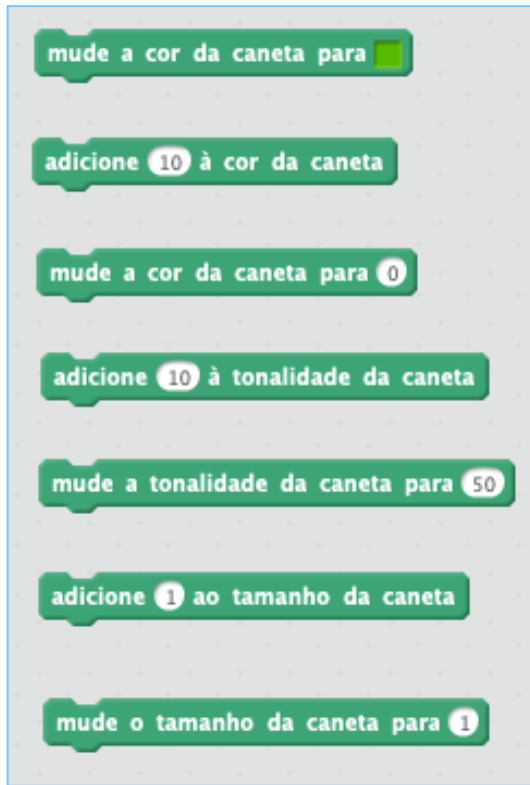 mude a cor da caneta para
adicione 10 à cor da caneta
mude a cor da caneta para 0
adicione 10 à tonalidade da caneta
mude a tonalidade da caneta para 50
adicione 1 ao tamanho da caneta
mude o tamanho da caneta para 1